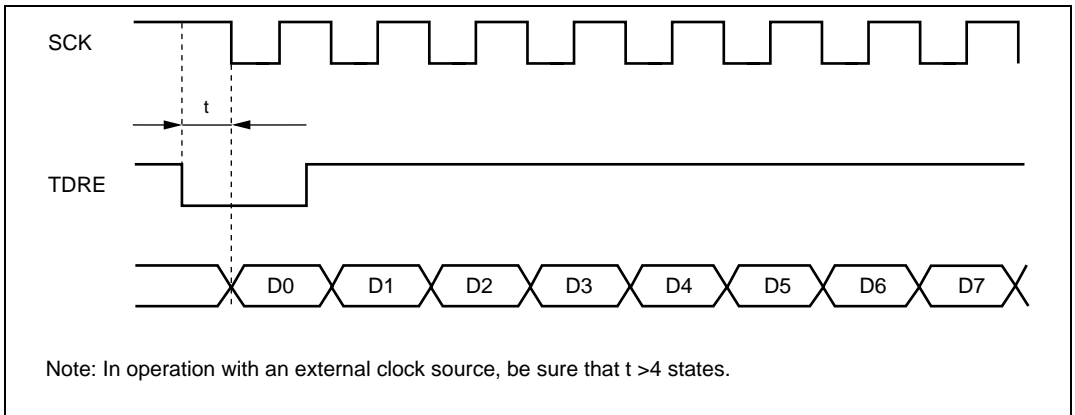 SCK
t
TDRE
D0 D1 D2 D3 D4 D5 D6 D7
Note: In operation with an external clock source, be sure that t >4 states.